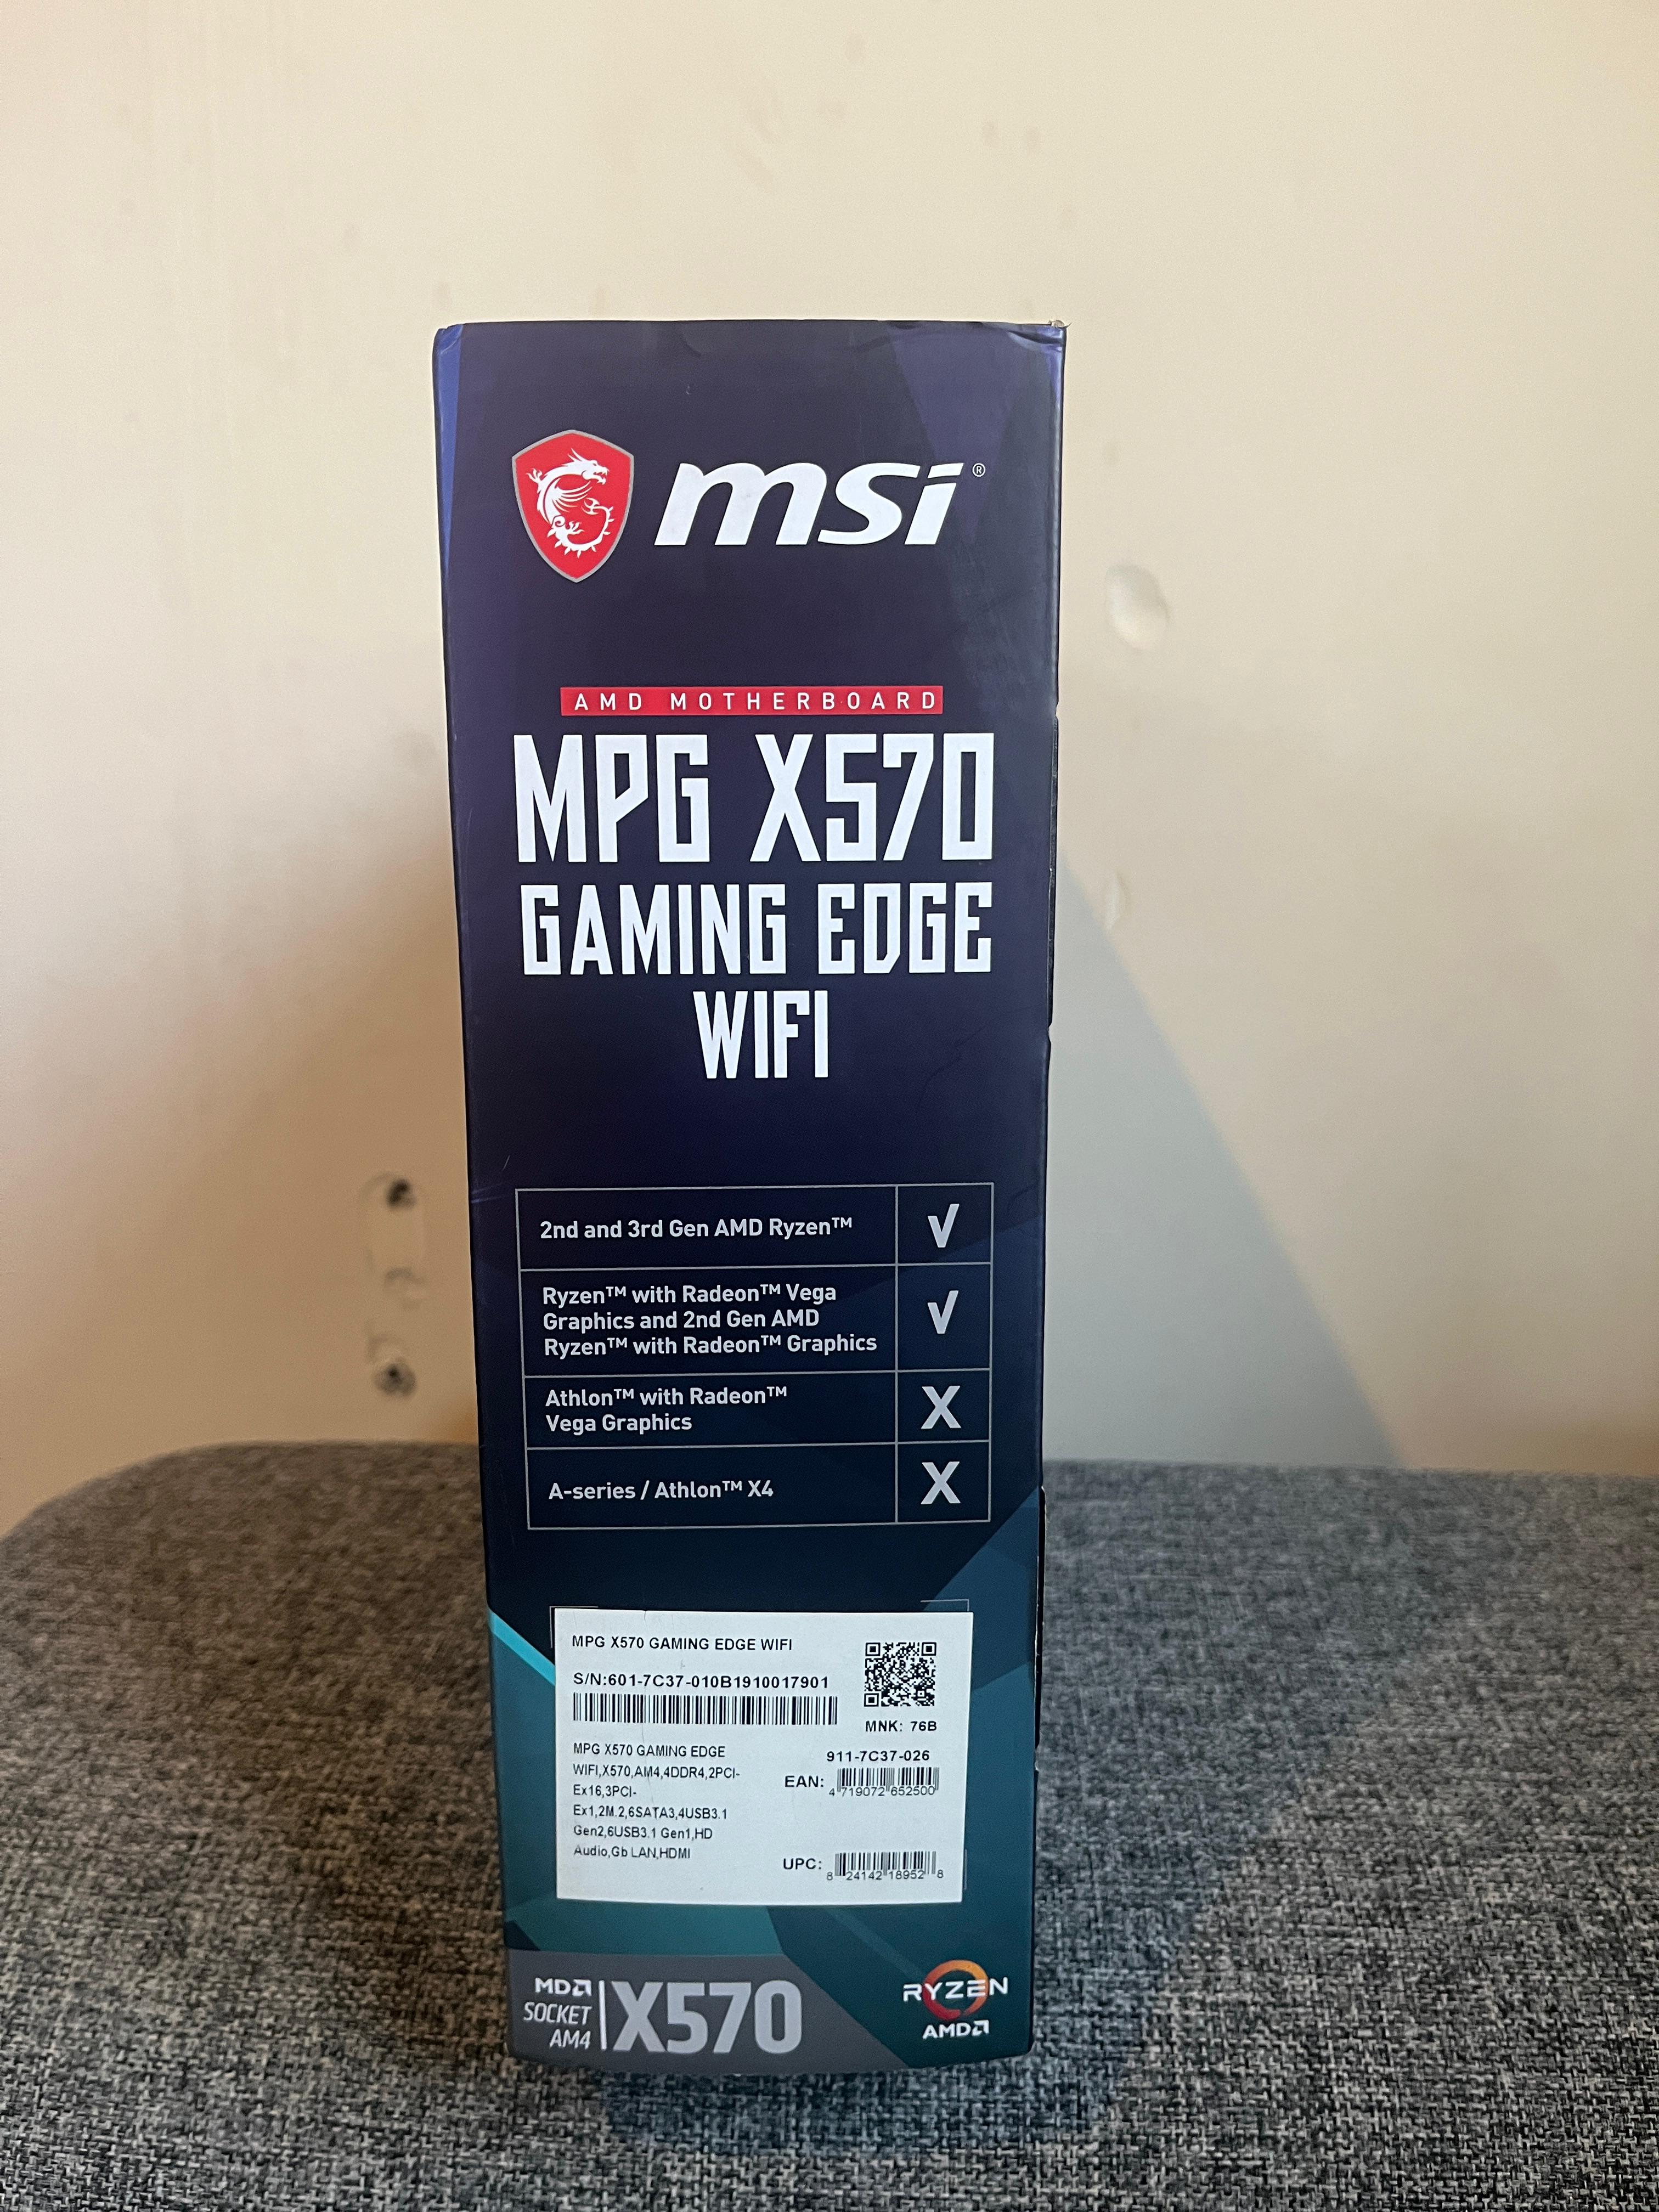 msi®
AMD MOTHERBOARD
MPG X570
GAMING EDGE
WIFI
2nd and 3rd Gen AMD Ryzen™ √
Ryzen™ with Radeon™ Vega
Graphics and 2nd Gen AMD
Ryzen™ with Radeon™ Graphics √
Athlon™ with Radeon™
Vega Graphics X
A-series / Athlon™ X4 X
MPG X570 GAMING EDGE WIFI
S/N:601-7C37-010B1910017901
MNK: 76B
MPG X570 GAMING EDGE
WIFI,X570,AM4,4DDR4,2PCI-
Ex16,3PCI-
Ex1,2M.2,6SATA3,4USB3.1
Gen2,6USB3.1 Gen1,HD
Audio,Gb LAN,HDMI
911-7C37-026
EAN:
4 719072 652500
UPC:
8 24142 18952 8
AMD
SOCKET
AM4
X570
RYZEN
AMD